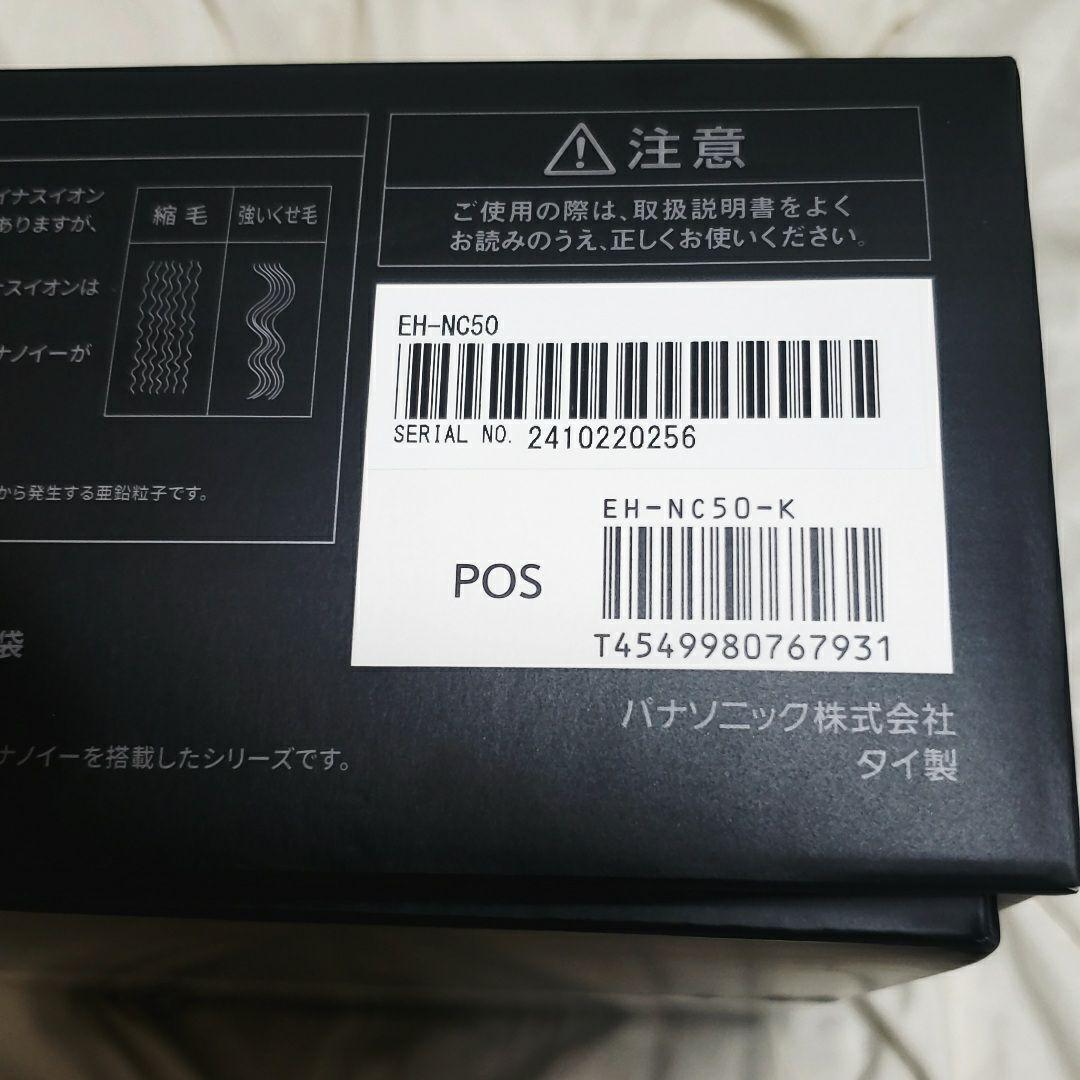 イナスイオン
ありますが、
ナスイオンは
ナノイーが
縮毛
強いくせ毛
から発生する亜鉛粒子です。
袋
ナノイーを搭載したシリーズです。
注意
ご使用の際は、取扱説明書をよく
お読みのうえ、正しくお使いください。
EH-NC50
SERIAL NO. 2410220256
EH-NC50-K
POS
T4549980767931
パナソニック株式会社
タイ製